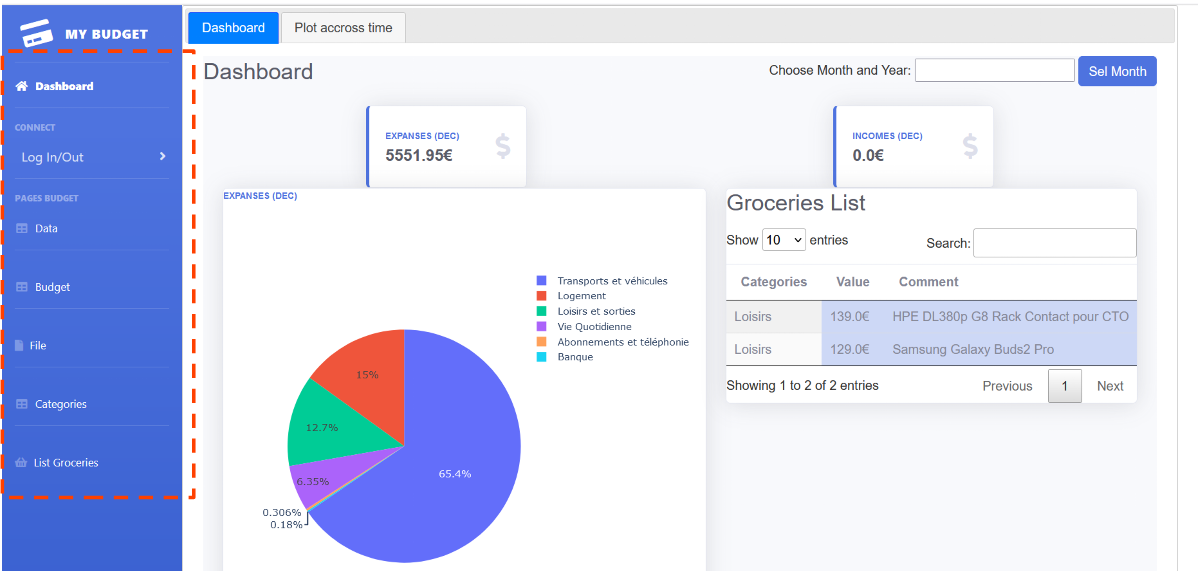 MY BUDGET
Dashboard
CONNECT
Log In/Out
PAGES BUDGET
Data
Budget
File
Categories
List Groceries
Dashboard Plot accross time
Dashboard
Choose Month and Year: Sel Month
EXPANSES (DEC)
5551.95€
$
INCOMES (DEC)
0.0€
$
EXPANSES (DEC)
Transports et véhicules
Logement
Loisirs et sorties
Vie Quotidienne
Abonnements et téléphonie
Banque
15%
12.7%
65.4%
6.35%
0.306%
0.18%
Groceries List
Show 10 entries Search:
Categories Value Comment
Loisirs 139.0€ HPE DL380p G8 Rack Contact pour CTO
Loisirs 129.0€ Samsung Galaxy Buds2 Pro
Showing 1 to 2 of 2 entries Previous 1 Next